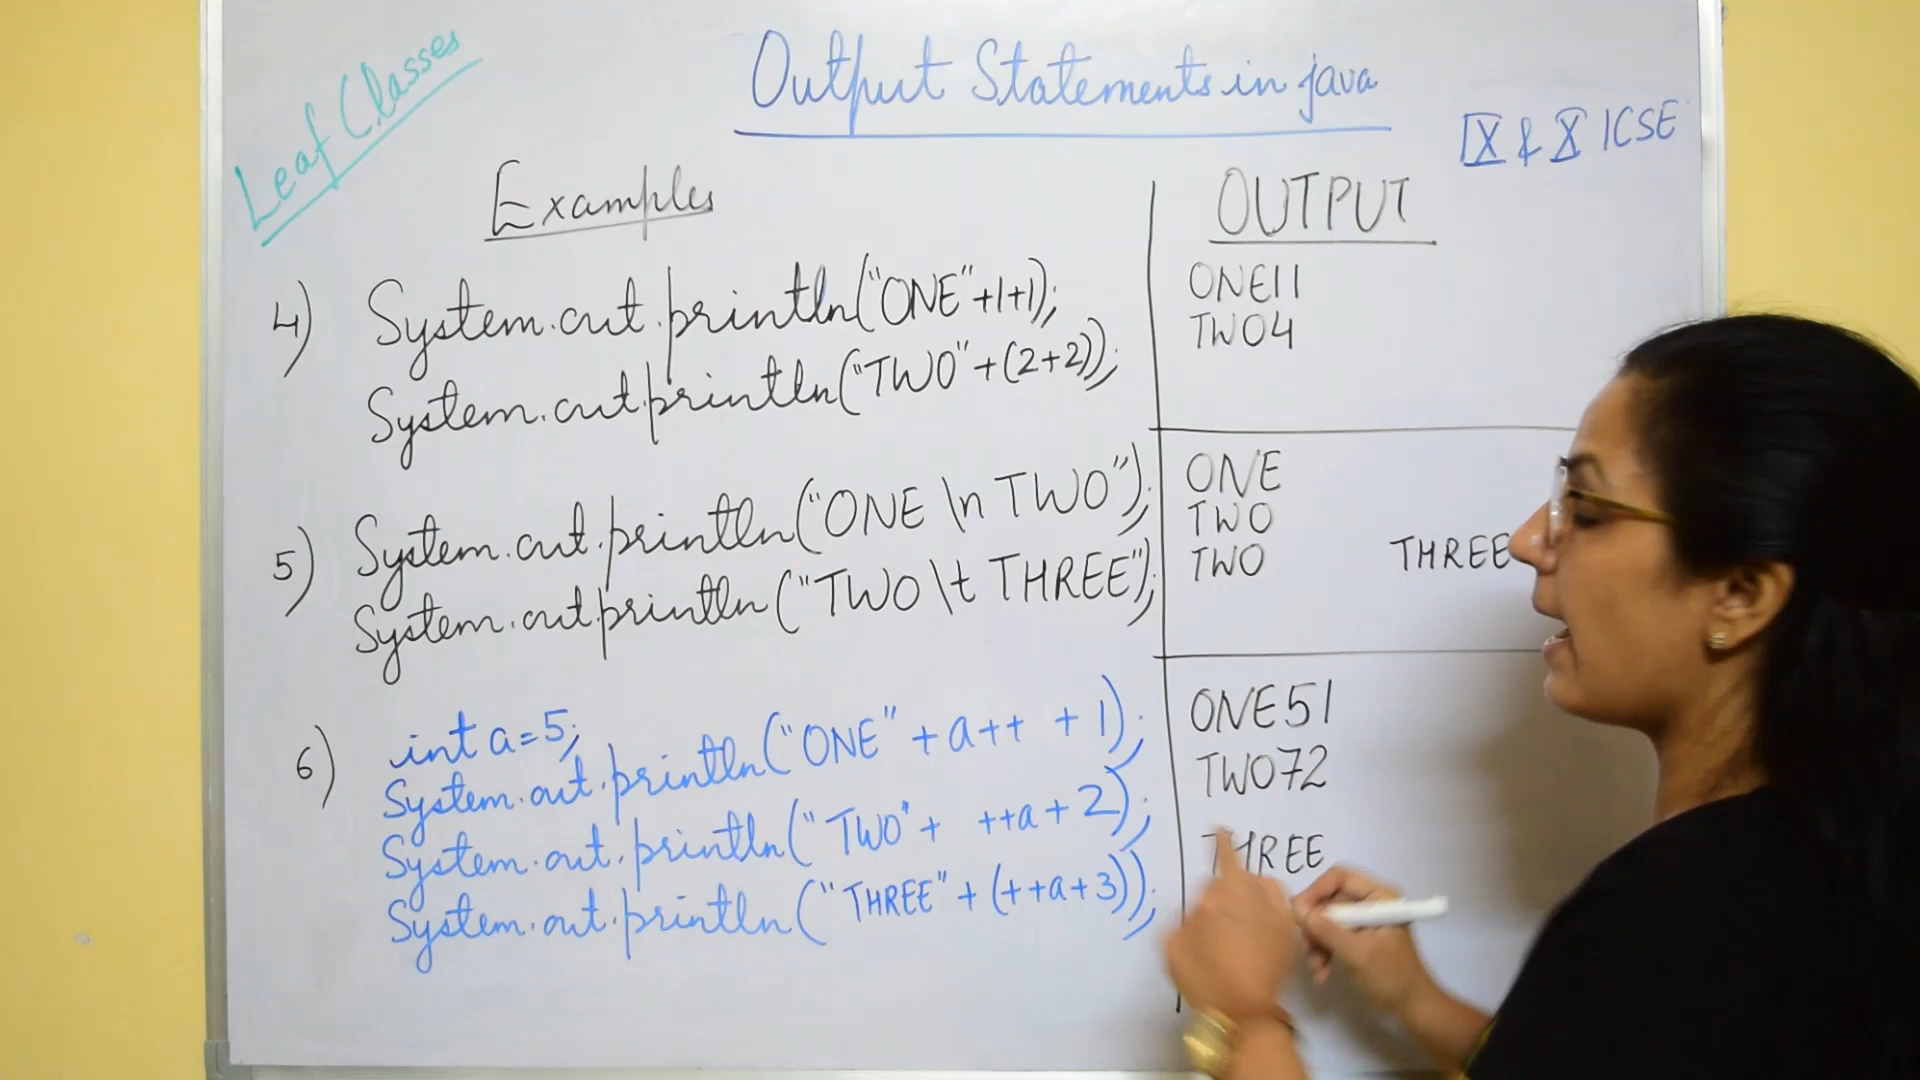 Leaf Classes
Output Statements in java
IX & X ICSE
Examples
OUTPUT
4) System.out.println("ONE"+1+1);
System.out.println("TWO"+(2+2));
ONE11
TWO4
5) System.out.println("ONE \n TWO");
System.out.println("TWO \t THREE");
ONE
TWO
TWO THREE
6) int a=5;
System.out.println("ONE" + a++ + 1);
System.out.println("TWO"+ ++a+2);
System.out.println("THREE"+(++a+3));
ONE51
TWO72
THREE